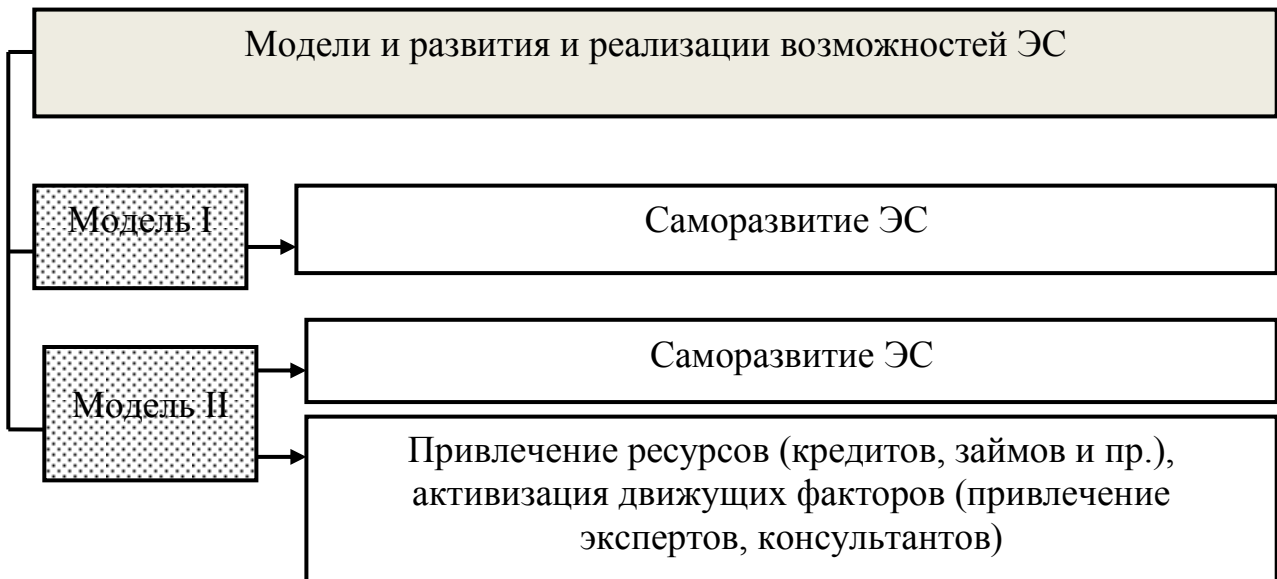 Модели и развития и реализации возможностей ЭС
Модель I
Саморазвитие ЭС
Модель II
Саморазвитие ЭС
Привлечение ресурсов (кредитов, займов и пр.),
активизация движущих факторов (привлечение
экспертов, консультантов)